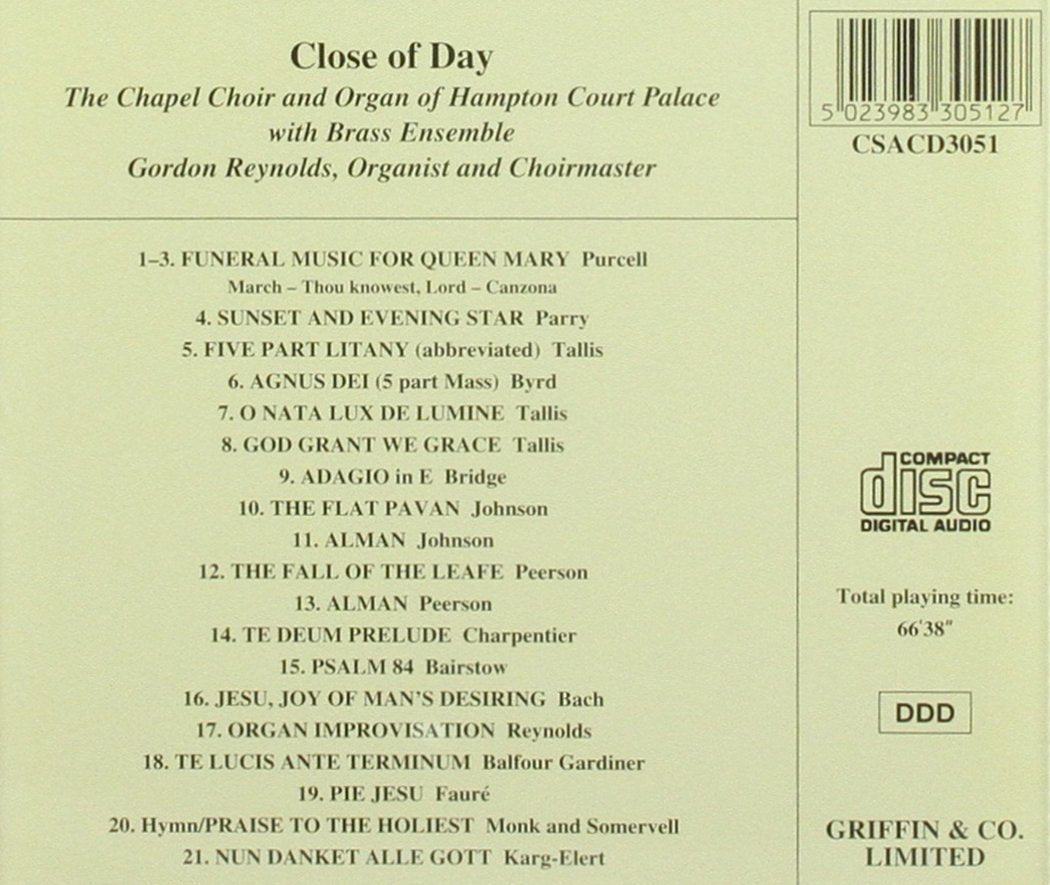 Close of Day
The Chapel Choir and Organ of Hampton Court Palace
with Brass Ensemble
Gordon Reynolds, Organist and Choirmaster
1–3. FUNERAL MUSIC FOR QUEEN MARY Purcell
March – Thou knowest, Lord – Canzona
4. SUNSET AND EVENING STAR Parry
5. FIVE PART LITANY (abbreviated) Tallis
6. AGNUS DEI (5 part Mass) Byrd
7. O NATA LUX DE LUMINE Tallis
8. GOD GRANT WE GRACE Tallis
9. ADAGIO in E Bridge
10. THE FLAT PAVAN Johnson
11. ALMAN Johnson
12. THE FALL OF THE LEAFE Peerson
13. ALMAN Peerson
14. TE DEUM PRELUDE Charpentier
15. PSALM 84 Bairstow
16. JESU, JOY OF MAN'S DESIRING Bach
17. ORGAN IMPROVISATION Reynolds
18. TE LUCIS ANTE TERMINUM Balfour Gardiner
19. PIE JESU Fauré
20. Hymn/PRAISE TO THE HOLIEST Monk and Somervell
21. NUN DANKET ALLE GOTT Karg-Elert
5 023983 305127
CSACD3051
COMPACT
disc
DIGITAL AUDIO
Total playing time:
66'38"
DDD
GRIFFIN & CO.
LIMITED